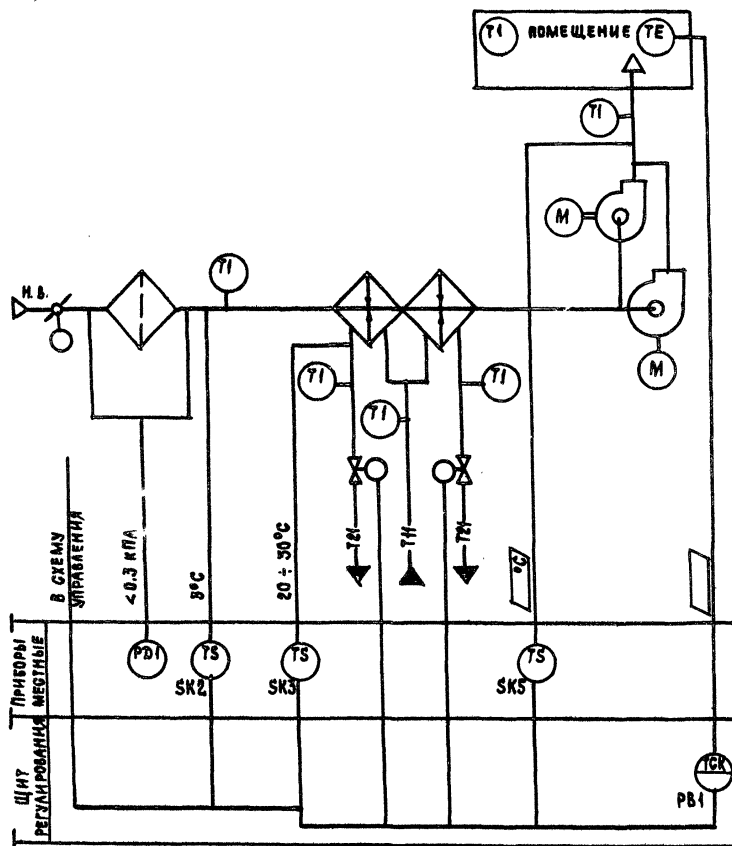 TI ПОМЕЩЕНИЕ TE
TI
M
Н.В.
TI
M
TI
TI
TI
В СХЕМУ
УПРАВЛЕНИЯ
<0.3 КПА
8°С
20÷30°С
Т21
Т11
Т21
°С
ПРИБОРЫ
МЕСТНЫЕ
PDI
TS
SK2
TS
SK3
TS
SK5
ЩИТ
РЕГУЛИРОВАНИЯ
TCK
PB1